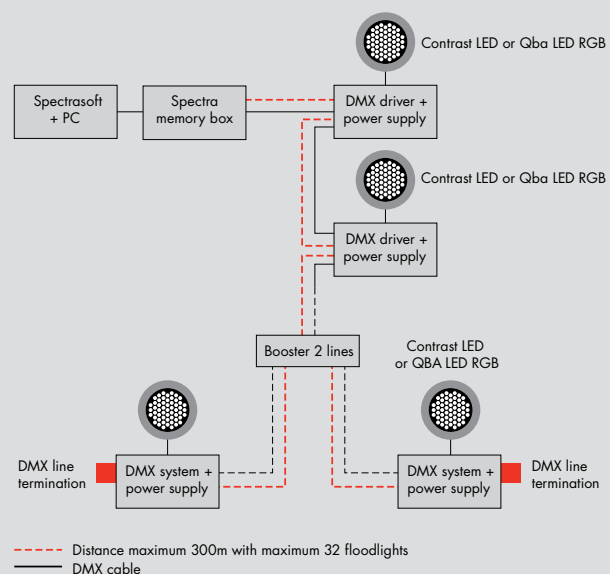 Contrast LED or Qba LED RGB
Spectrasoft
+ PC
Spectra
memory box
DMX driver +
power supply
Contrast LED or Qba LED RGB
DMX driver +
power supply
Booster 2 lines
Contrast LED
or QBA LED RGB
DMX line
termination
DMX system +
power supply
DMX system +
power supply
DMX line
termination
Distance maximum 300m with maximum 32 floodlights
DMX cable